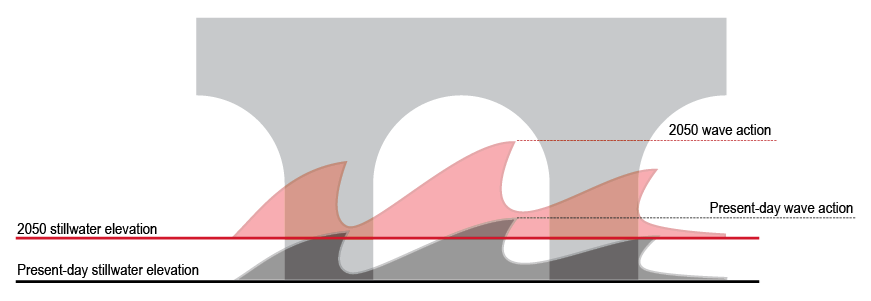 2050 wave action
Present-day wave action
2050 stillwater elevation
Present-day stillwater elevation